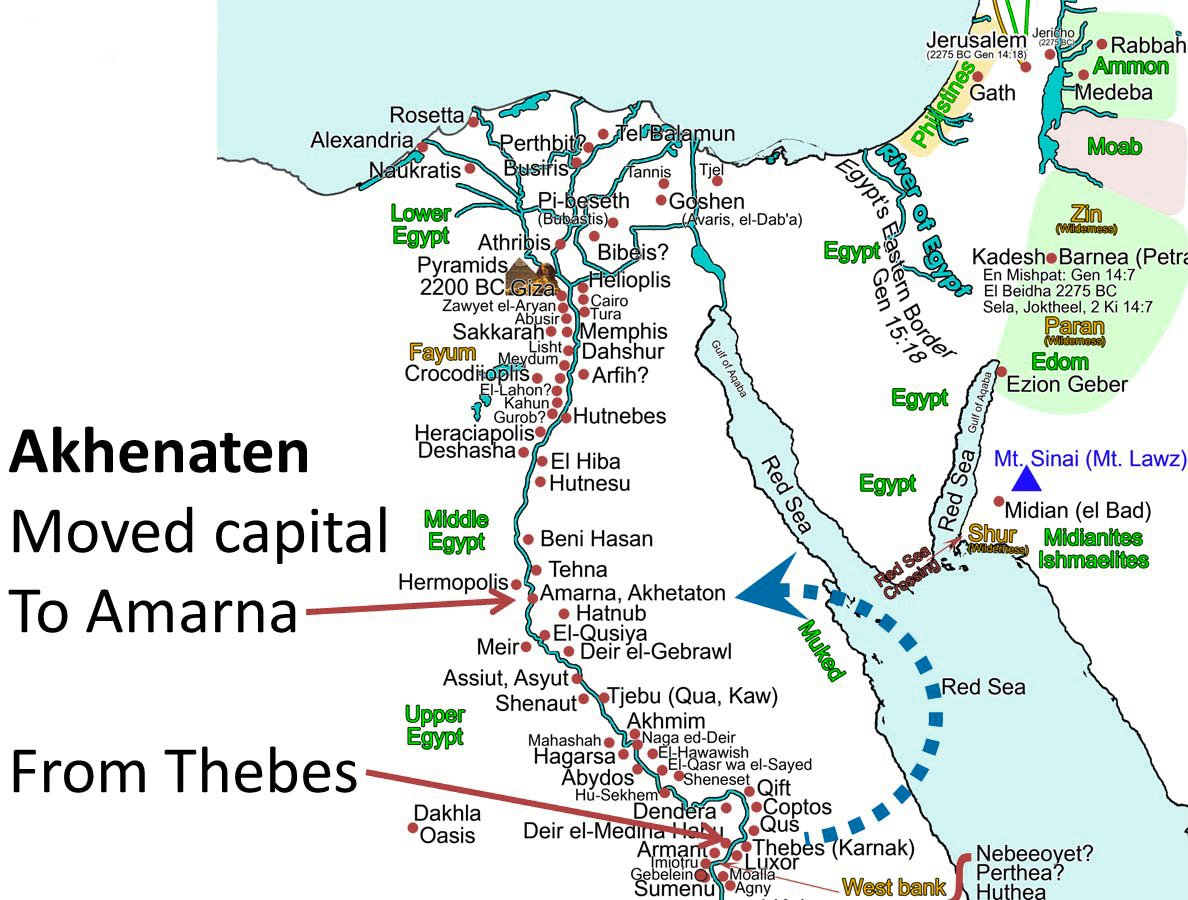 Jerusalem
(2275 BC Gen 14:18)
Jericho
(2275 BC)
Rabbah
Ammon
Medeba
Philistines
Gath
Moab
Rosetta
Alexandria
Naukratis
Perthbit?
Busiris
Tel Balamun
Tannis
Tjel
Pi-beseth
(Bubastis)
Goshen
(Avaris, el-Dab'a)
Lower
Egypt
Athribis
Bibeis?
Pyramids
2200 BC
Giza
Helioplis
Zawyet el-Aryan
Cairo
Abusir
Tura
Sakkarah
Memphis
Lisht
Dahshur
Fayum
Meydum
Crocodiioplis
Arfih?
El-Lahon?
Kahun
Gurob?
Hutnebes
Heraciapolis
Deshasha
El Hiba
Hutnesu
River of Egypt
Egypt's Eastern Border
Gen 15:18
Egypt
Zin
(Wilderness)
Kadesh Barnea (Petra
En Mishpat: Gen 14:7
El Beidha 2275 BC
Sela, Joktheel, 2 Ki 14:7
Paran
(Wilderness)
Edom
Ezion Geber
Egypt
Gulf of Aqaba
Gulf of Aqaba
Red Sea
Red Sea
Egypt
Mt. Sinai (Mt. Lawz)
Midian (el Bad)
Shur
(Wilderness)
Midianites
Ishmaelites
Red Sea
Crossing
Akhenaten
Moved capital
To Amarna
From Thebes
Middle
Egypt
Beni Hasan
Tehna
Hermopolis
Amarna, Akhetaton
Hatnub
El-Qusiya
Meir
Deir el-Gebrawl
Muked
Assiut, Asyut
Shenaut
Tjebu (Qua, Kaw)
Red Sea
Upper
Egypt
Akhmim
Mahashah
Naga ed-Deir
Hagarsa
El-Hawawish
El-Qasr wa el-Sayed
Abydos
Sheneset
Hu-Sekhem
Qift
Dendera
Coptos
Dakhla
Oasis
Deir el-Medina Habu
Qus
Armant
Thebes (Karnak)
Imiotru
Luxor
Gebelein
Moalla
Sumenu
Agny
West bank
Nebeeoyet?
Perthea?
Huthea